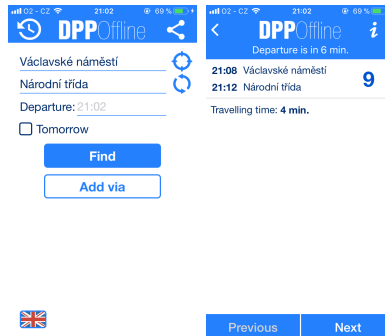 O2 - CZ 21:02 69 %
DPPOffline
Václavské náměstí
Národní třída
Departure: 21:02
Tomorrow
Find
Add via
O2 - CZ 21:02 69 %
DPPOffline
i
Departure is in 6 min.
21:08 Václavské náměstí
9
21:12 Národní třída
Travelling time: 4 min.
Previous
Next